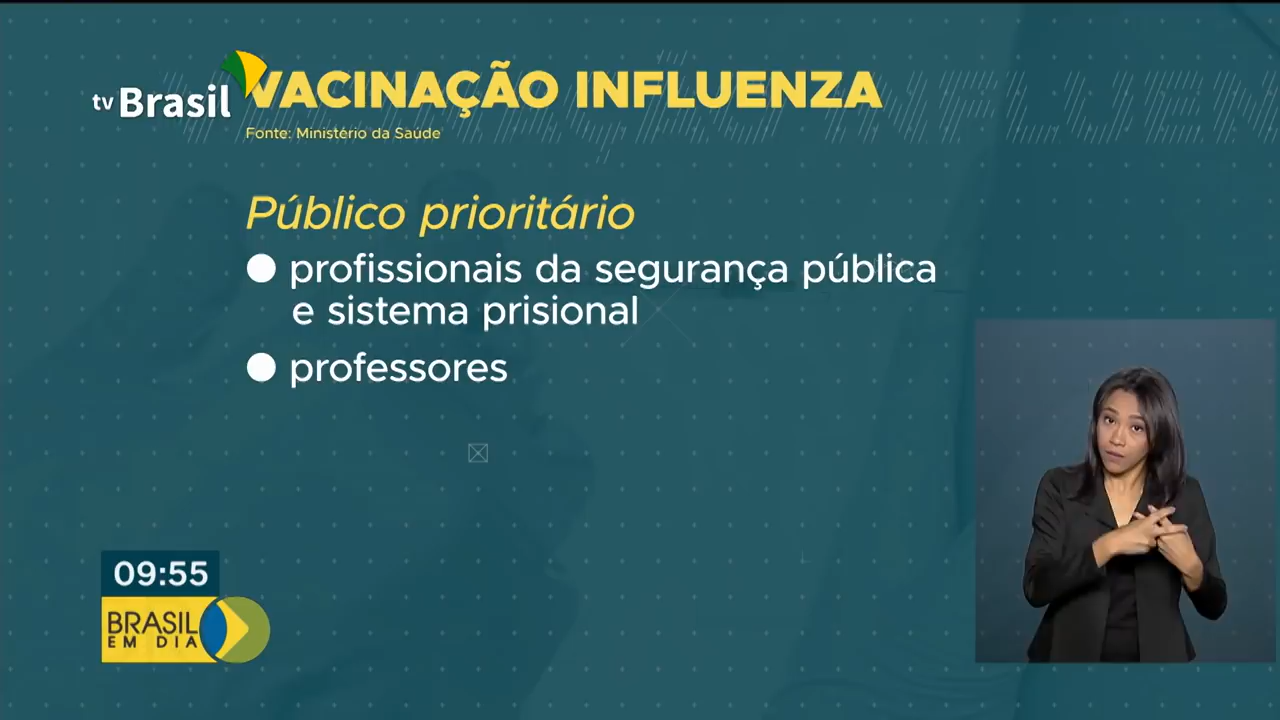 tv Brasil
VACINAÇÃO INFLUENZA
Fonte: Ministério da Saúde
Público prioritário
profissionais da segurança pública
e sistema prisional
professores
09:55
BRASIL
EM DIA